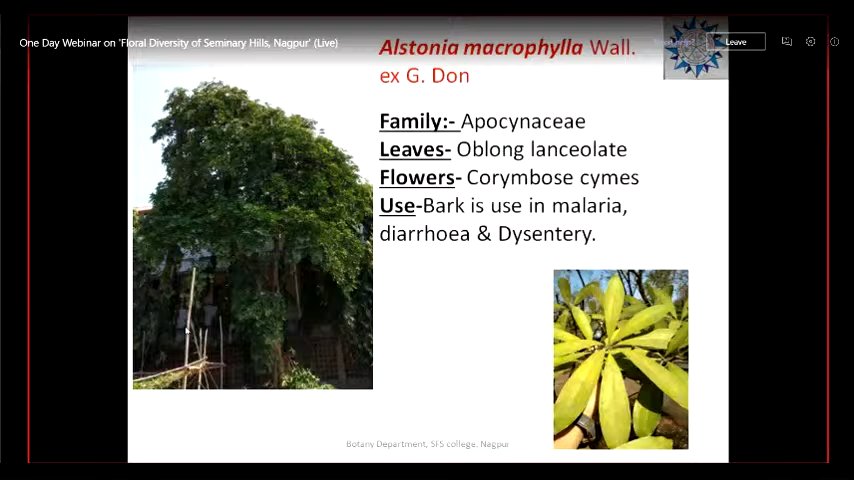 One Day Webinar on 'Floral Diversity of Seminary Hills, Nagpur' (Live)
Leave
Alstonia macrophylla Wall.
ex G. Don
Family:- Apocynaceae
Leaves- Oblong lanceolate
Flowers- Corymbose cymes
Use-Bark is use in malaria,
diarrhoea & Dysentery.
Botany Department, SFS college, Nagpur